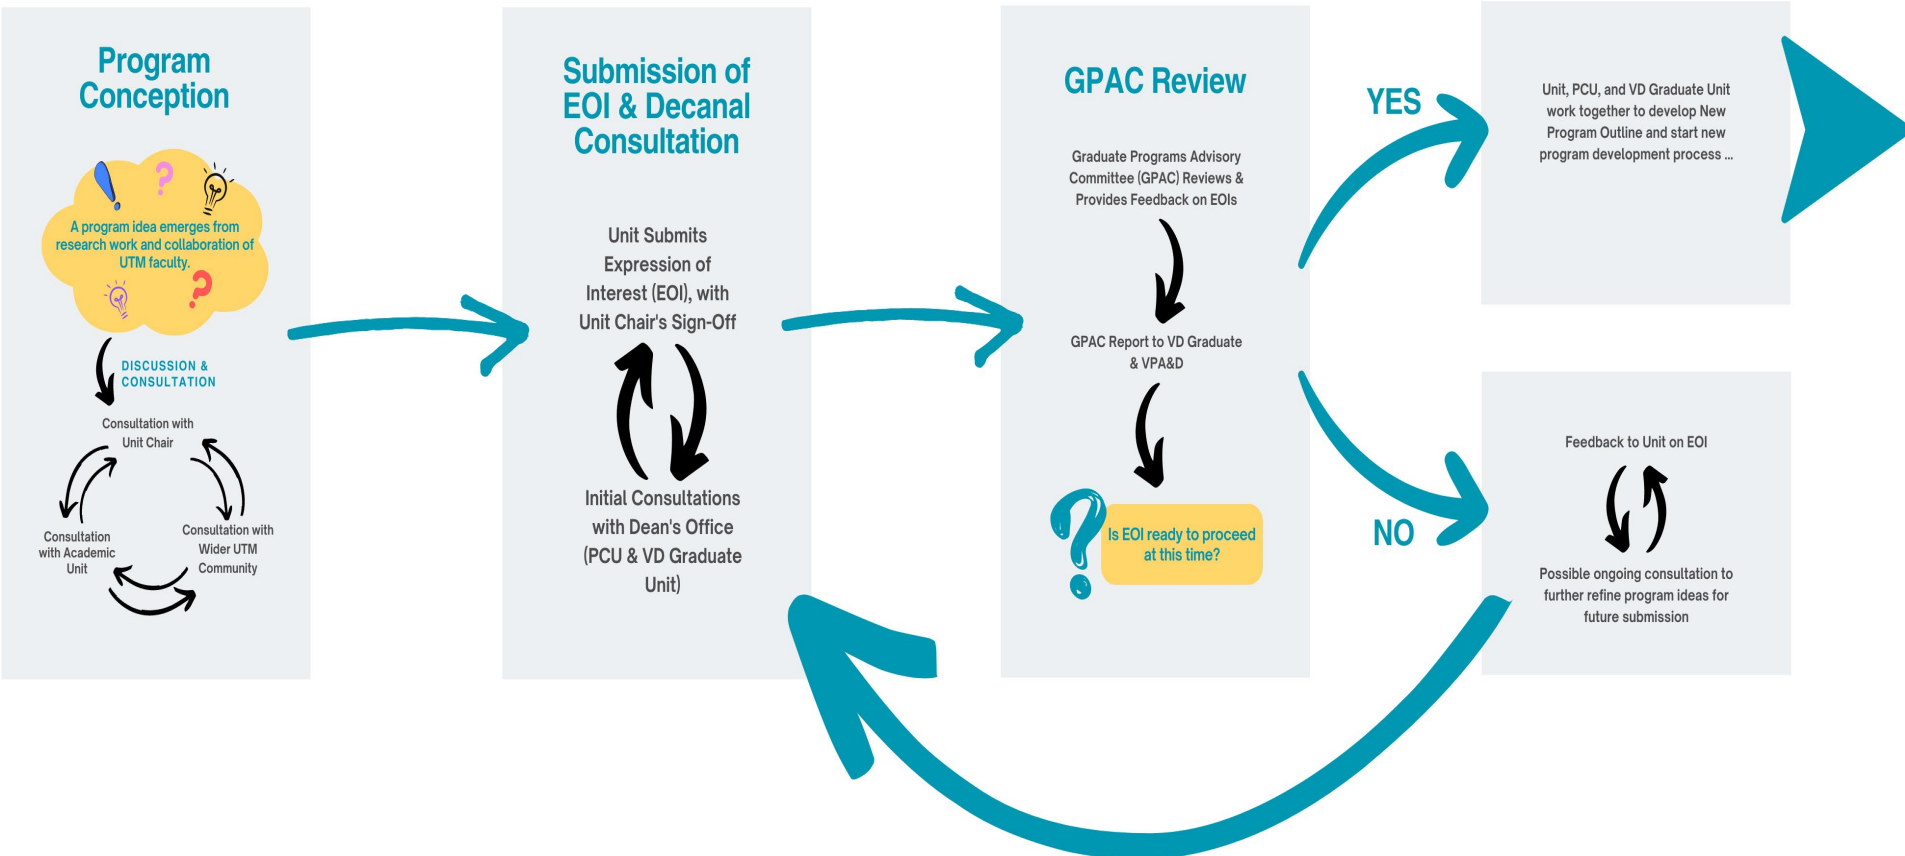 Program
Conception
A program idea emerges from
research work and collaboration of
UTM faculty.
DISCUSSION &
CONSULTATION
Consultation with
Unit Chair
Consultation
with Academic
Unit
Consultation with
Wider UTM
Community
Submission of
EOI & Decanal
Consultation
Unit Submits
Expression of
Interest (EOI), with
Unit Chair's Sign-Off
Initial Consultations
with Dean's Office
(PCU & VD Graduate
Unit)
GPAC Review
Graduate Programs Advisory
Committee (GPAC) Reviews &
Provides Feedback on EOIs
GPAC Report to VD Graduate
& VPA&D
Is EOI ready to proceed
at this time?
YES
Unit, PCU, and VD Graduate Unit
work together to develop New
Program Outline and start new
program development process ...
NO
Feedback to Unit on EOI
Possible ongoing consultation to
further refine program ideas for
future submission